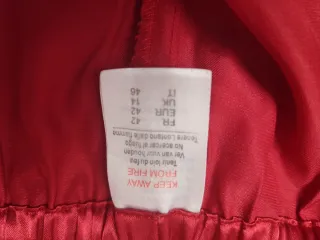 KEEP AWAY
FROM FIRE
Tenir loin du feu
Ver van vuur houden
No acercar al fuego
Tenere Lontano dalle fiamme
FR 42
EUR 42
UK 14
IT 46